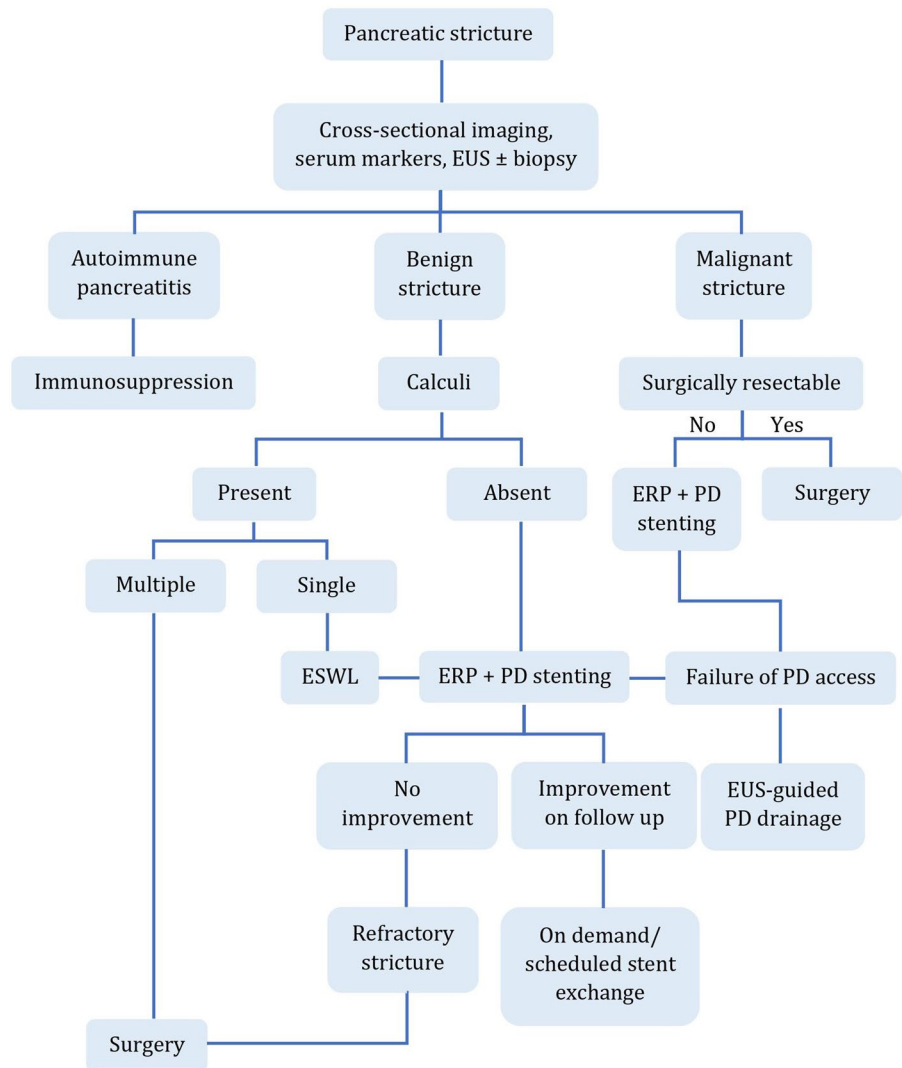 Pancreatic stricture
Cross-sectional imaging,
serum markers, EUS ± biopsy
Autoimmune
pancreatitis
Benign
stricture
Malignant
stricture
Immunosuppression
Calculi
Surgically resectable
No
Yes
Present
Absent
ERP + PD
stenting
Surgery
Multiple
Single
ESWL
ERP + PD stenting
Failure of PD access
No
improvement
Improvement
on follow up
EUS-guided
PD drainage
Refractory
stricture
On demand/
scheduled stent
exchange
Surgery